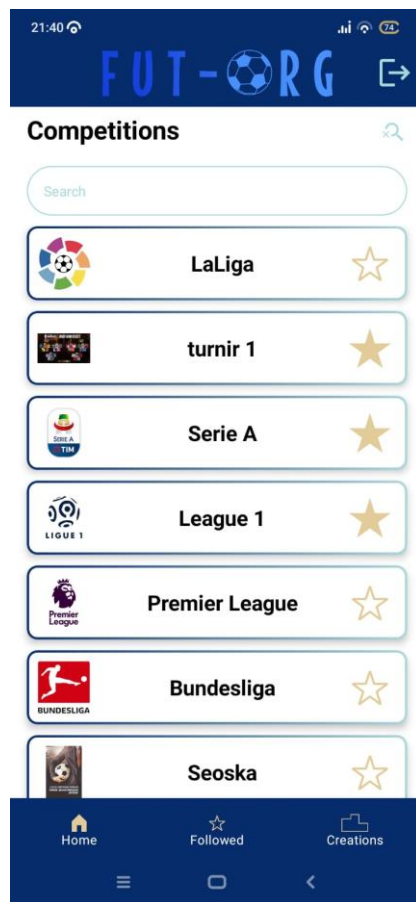 21:40
74
FUT-ORG
Competitions
Search
LaLiga
turnir 1
SERIE A
TIM
Serie A
LIGUE 1
League 1
Premier
League
Premier League
BUNDESLIGA
Bundesliga
Seoska
Home
Followed
Creations